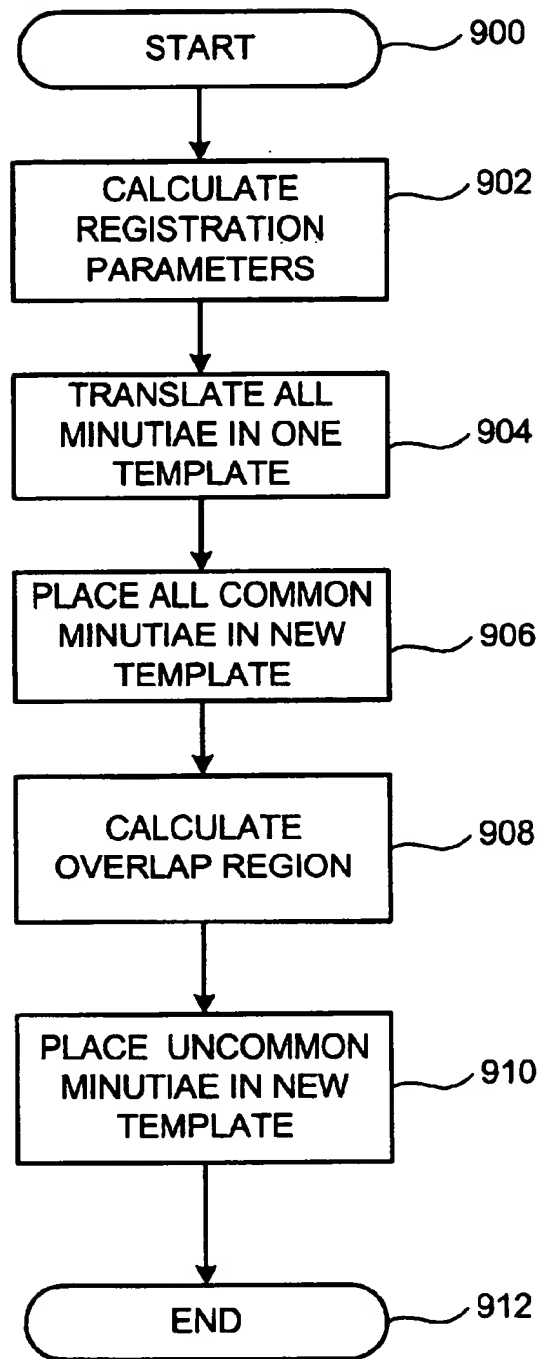 START
900
CALCULATE
REGISTRATION
PARAMETERS
902
TRANSLATE ALL
MINUTIAE IN ONE
TEMPLATE
904
PLACE ALL COMMON
MINUTIAE IN NEW
TEMPLATE
906
CALCULATE
OVERLAP REGION
908
PLACE UNCOMMON
MINUTIAE IN NEW
TEMPLATE
910
END
912